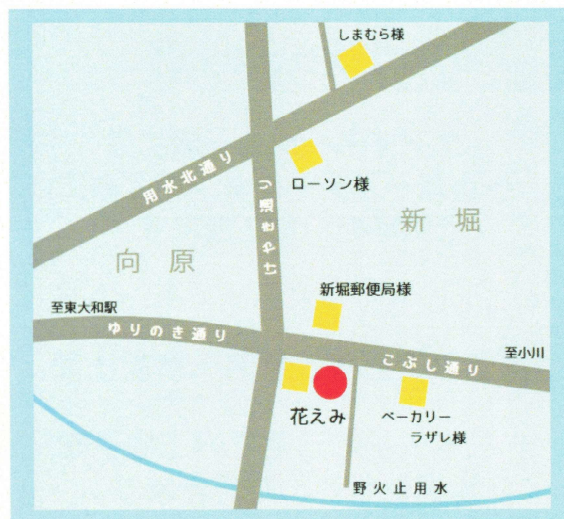 しまむら様
用水北通り
ローソン様
けやき通り
新 堀
向 原
新堀郵便局様
至東大和駅
ゆりのき通り
こぶし通り
至小川
花えみ
ベーカリー
ラザレ様
野火止用水